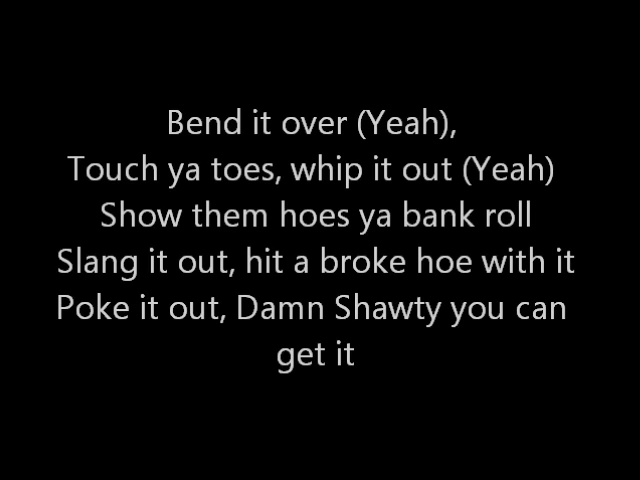 Bend it over (Yeah),
Touch ya toes, whip it out (Yeah)
Show them hoes ya bank roll
Slang it out, hit a broke hoe with it
Poke it out, Damn Shawty you can
get it